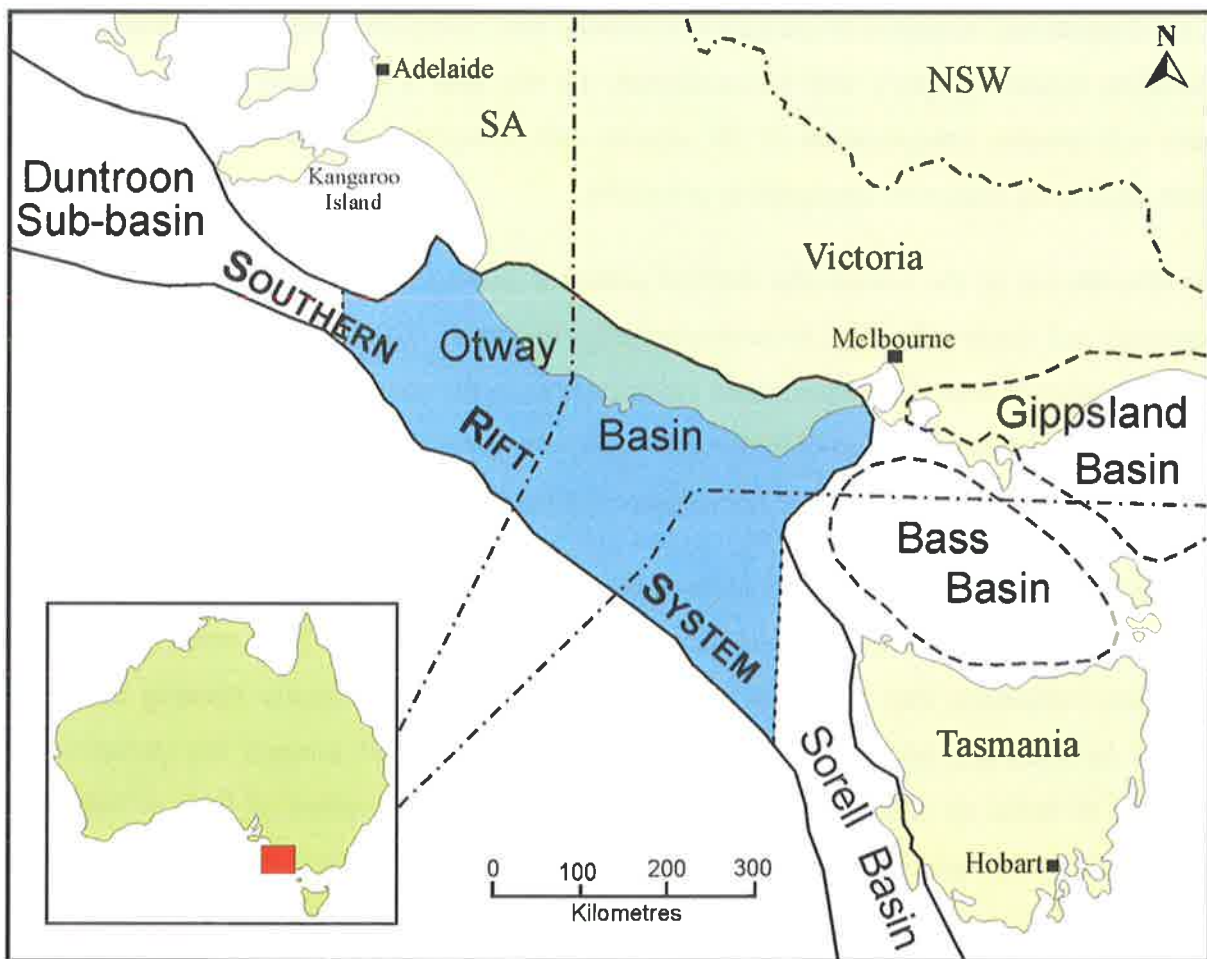 N
NSW
Adelaide
SA
Kangaroo
Island
Duntroon
Sub-basin
Victoria
SOUTHERN
RIFT
SYSTEM
Otway
Basin
Melbourne
Gippsland
Basin
Bass
Basin
Tasmania
Sorell Basin
Hobart
0 100 200 300
Kilometres